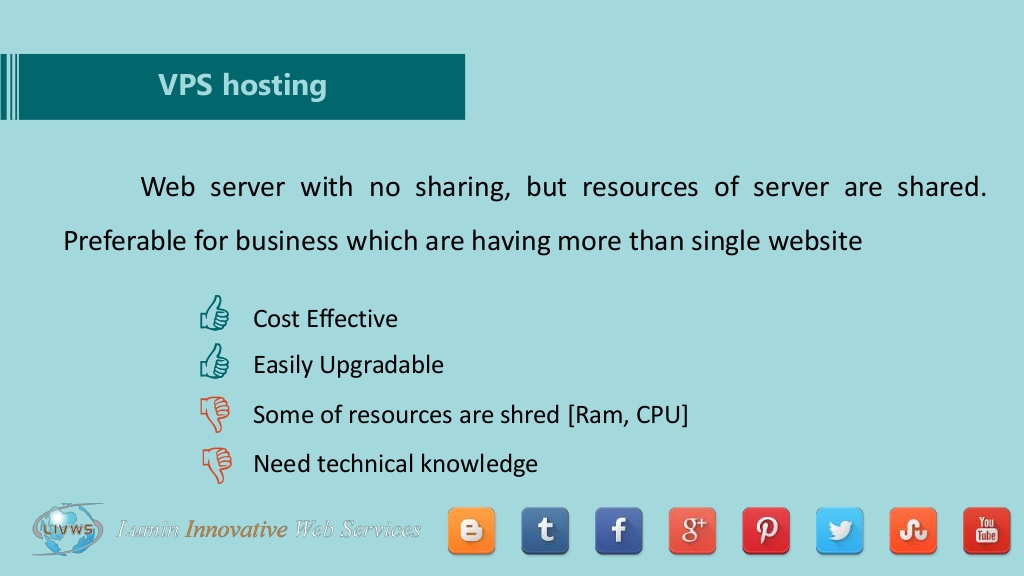 VPS hosting
Web server with no sharing, but resources of server are shared.
Preferable for business which are having more than single website
Cost Effective
Easily Upgradable
Some of resources are shred [Ram, CPU]
Need technical knowledge
LIVWS Lumin Innovative Web Services
You
Tube